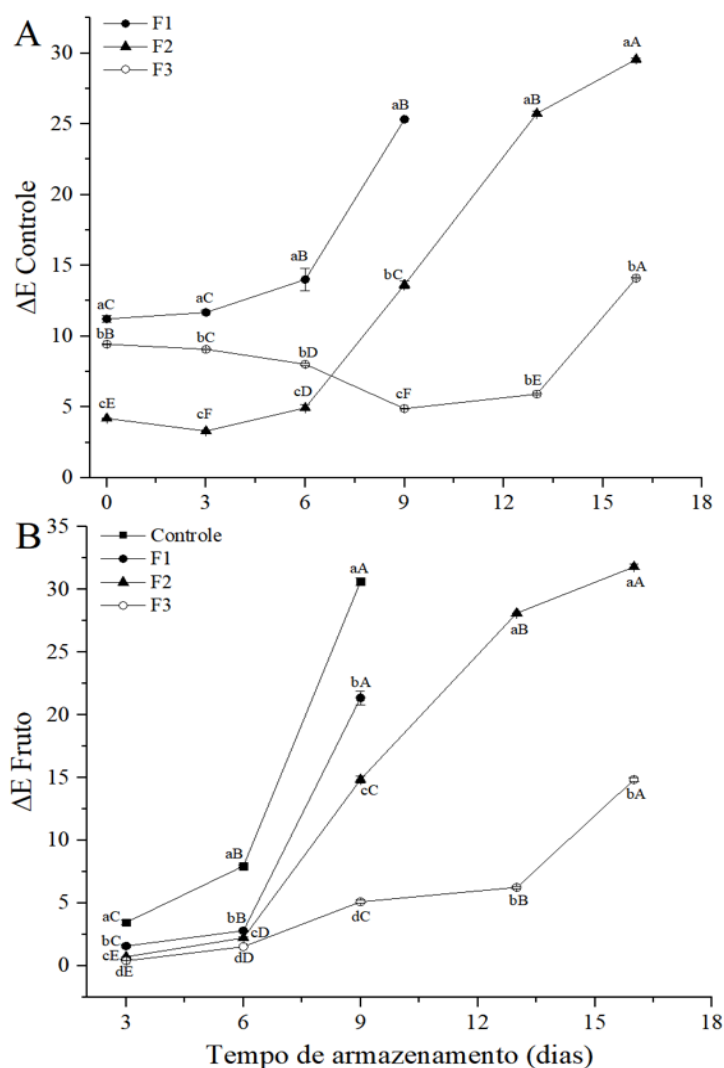 A
F1
F2
F3
ΔE Controle
30
25
20
15
10
5
0
aC
aC
aB
aB
bB
bC
bD
cF
bE
bA
cE
cF
cD
bC
aB
aA
0 3 6 9 12 15 18
B
Controle
F1
F2
F3
ΔE Fruto
35
30
25
20
15
10
5
0
aC
aB
aA
bC
bB
bA
cE
cD
cC
aB
aA
dE
dD
dC
bB
bA
3 6 9 12 15 18
Tempo de armazenamento (dias)